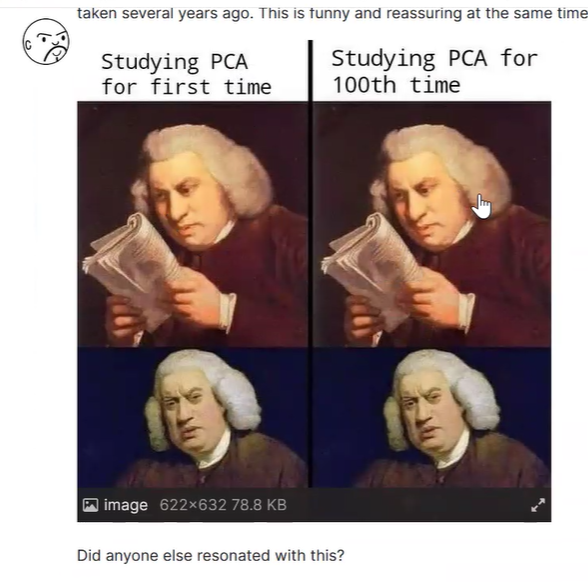 taken several years ago. This is funny and reassuring at the same time
Studying PCA
for first time
Studying PCA for
100th time
image 622×632 78.8 KB
Did anyone else resonated with this?